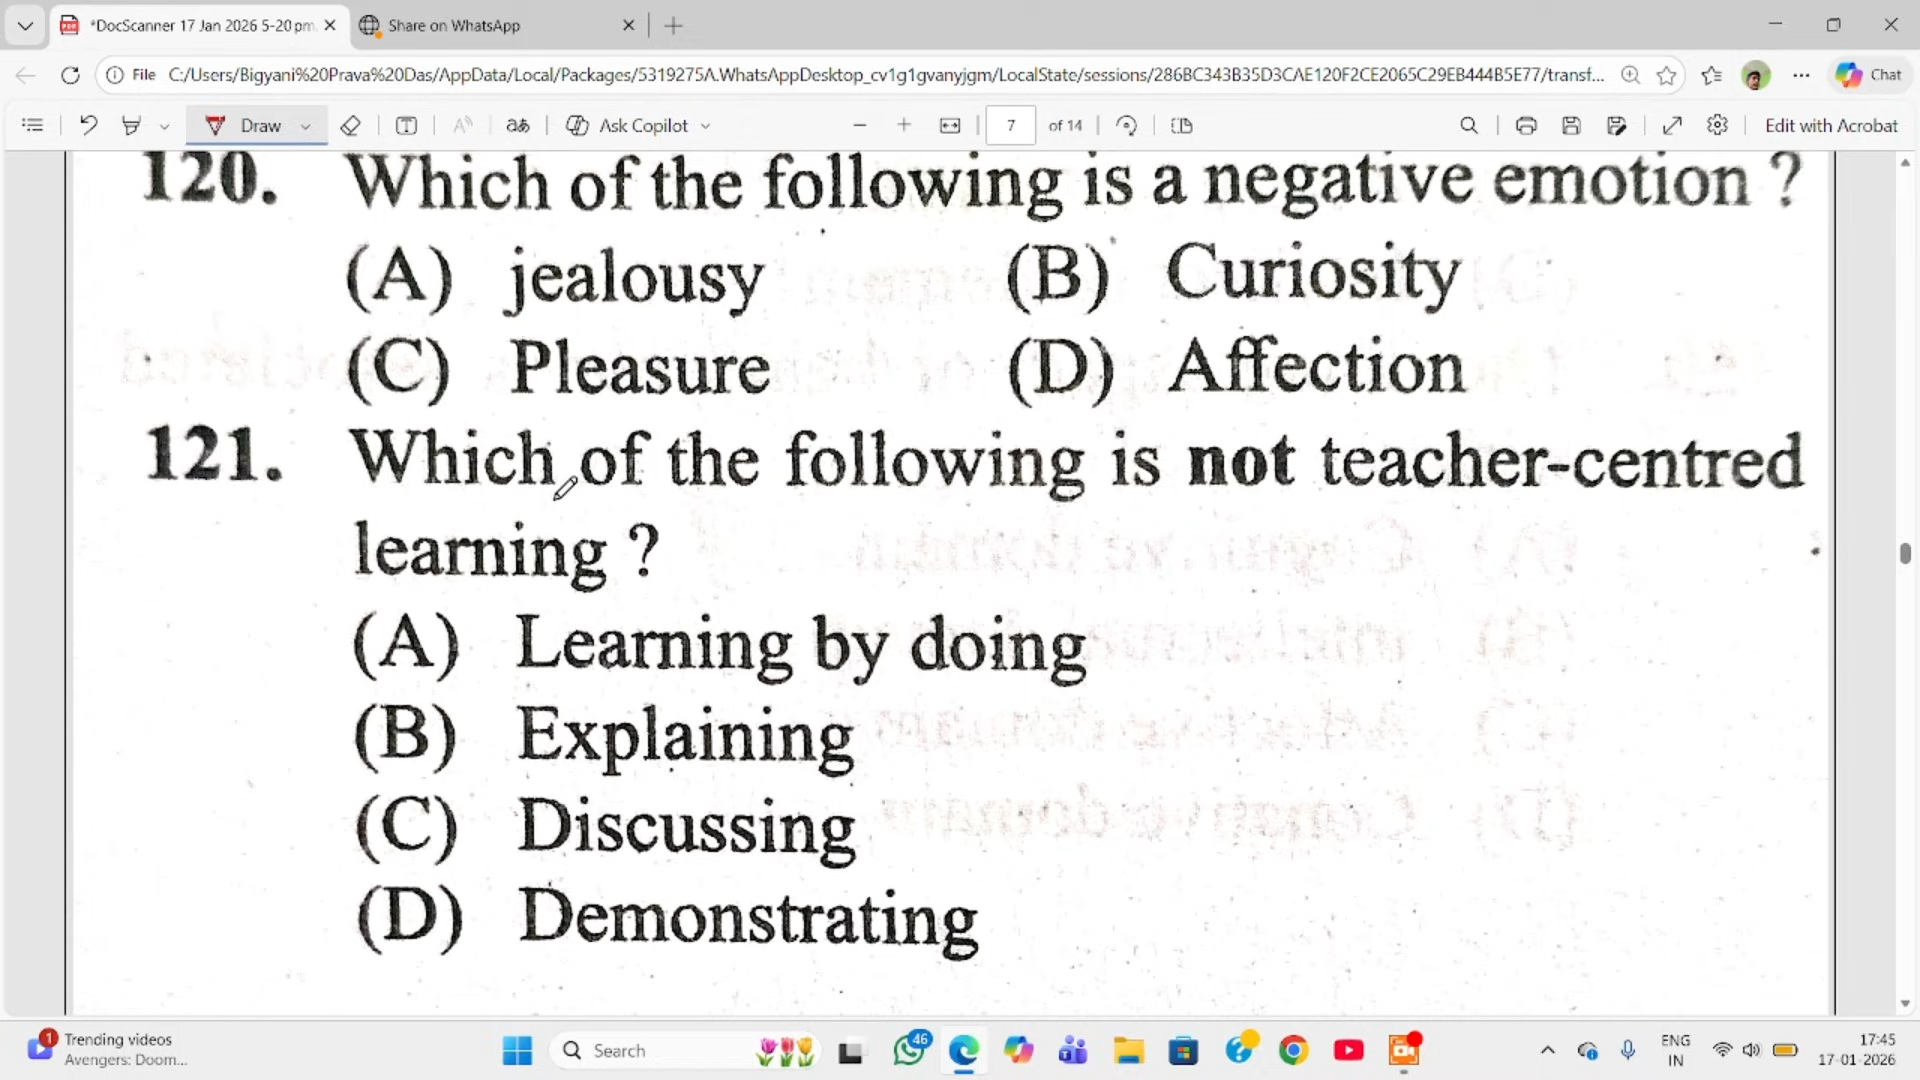 *DocScanner 17 Jan 2026 5-20 pm
Share on WhatsApp
File C:/Users/Bigyani%20Prava%20Das/AppData/Local/Packages/5319275A.WhatsAppDesktop_cv1g1gvanyjgm/LocalState/sessions/286BC343B35D3CAE120F2CE2065C29EB444B5E77/transf...
Chat
Draw
Ask Copilot
7 of 14
Edit with Acrobat
120. Which of the following is a negative emotion ?
(A) jealousy (B) Curiosity
(C) Pleasure (D) Affection
121. Which of the following is not teacher-centred
learning ?
(A) Learning by doing
(B) Explaining
(C) Discussing
(D) Demonstrating
1
Trending videos
Avengers: Doom...
Search
46
ENG
IN
17:45
17-01-2026